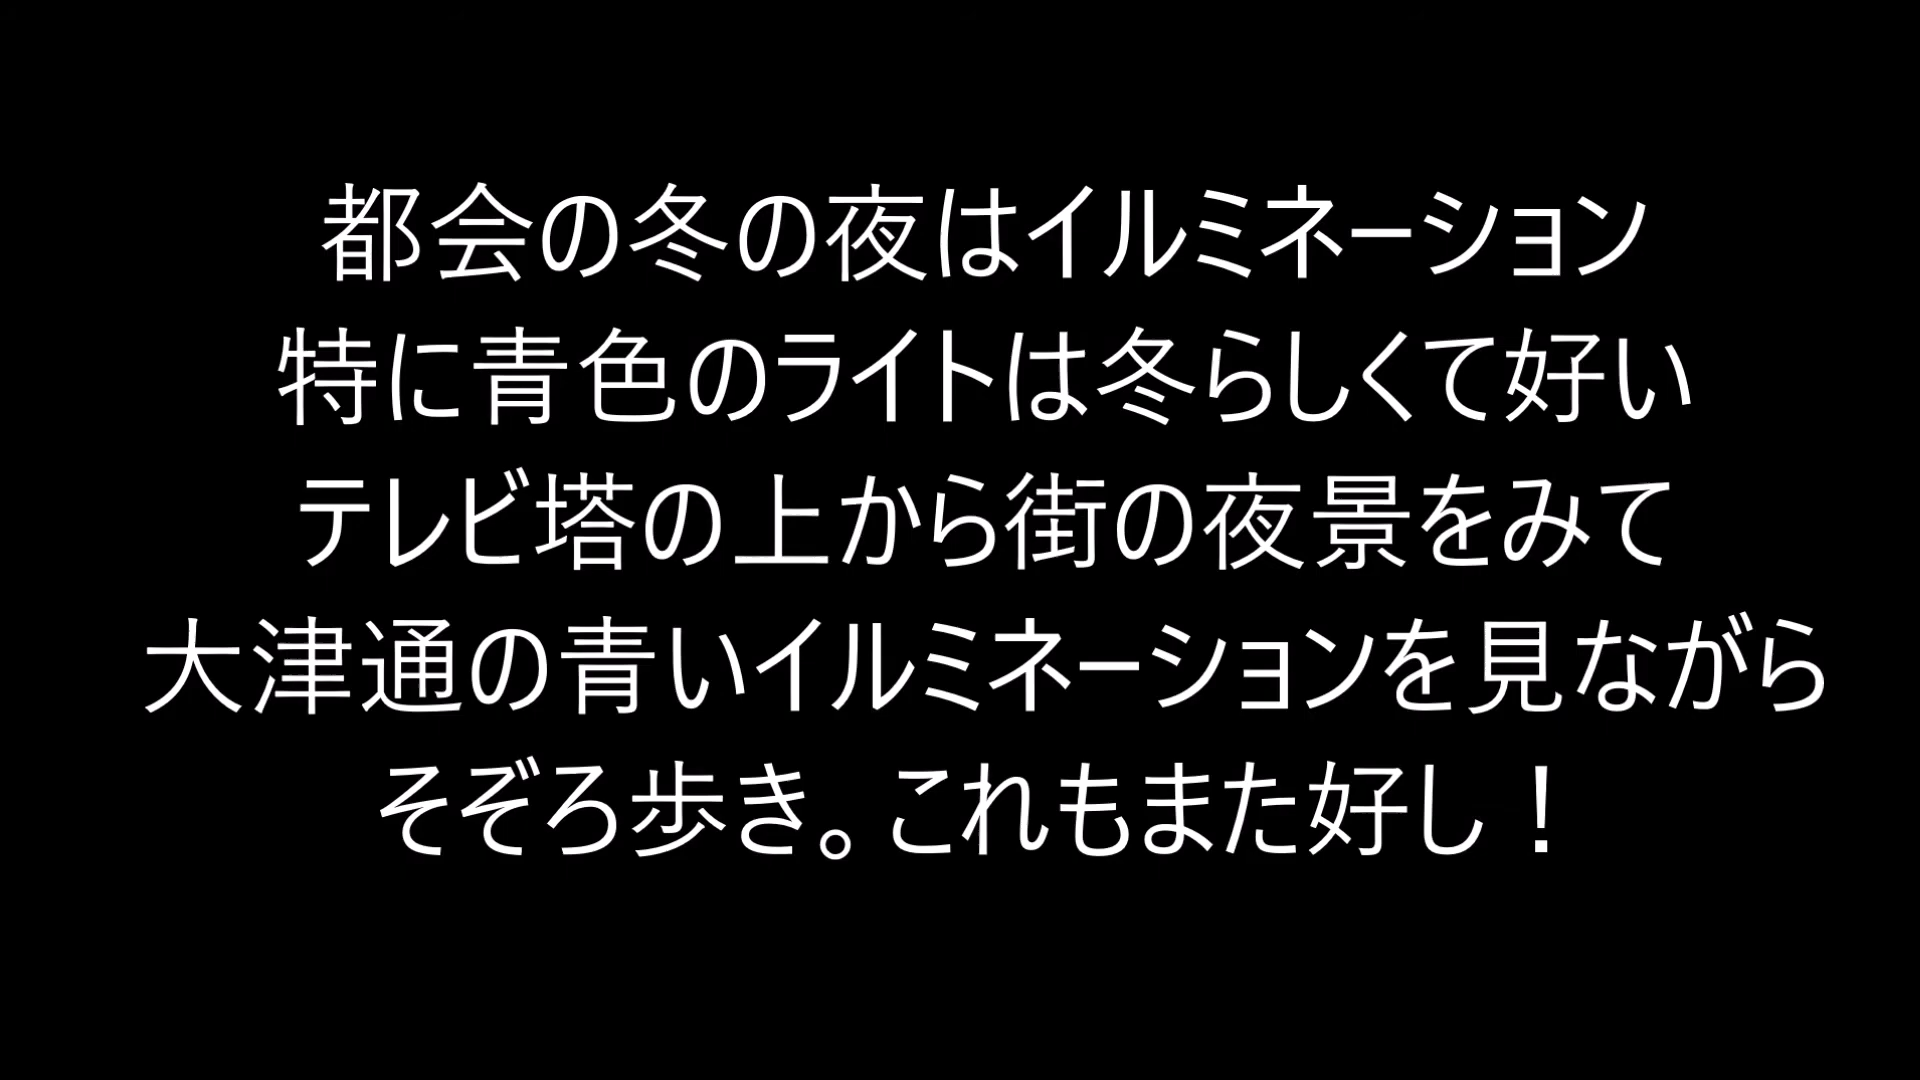 都会の冬の夜はイルミネーション
特に青色のライトは冬らしくて好い
テレビ塔の上から街の夜景をみて
大津通の青いイルミネーションを見ながら
そぞろ歩き。これもまた好し！